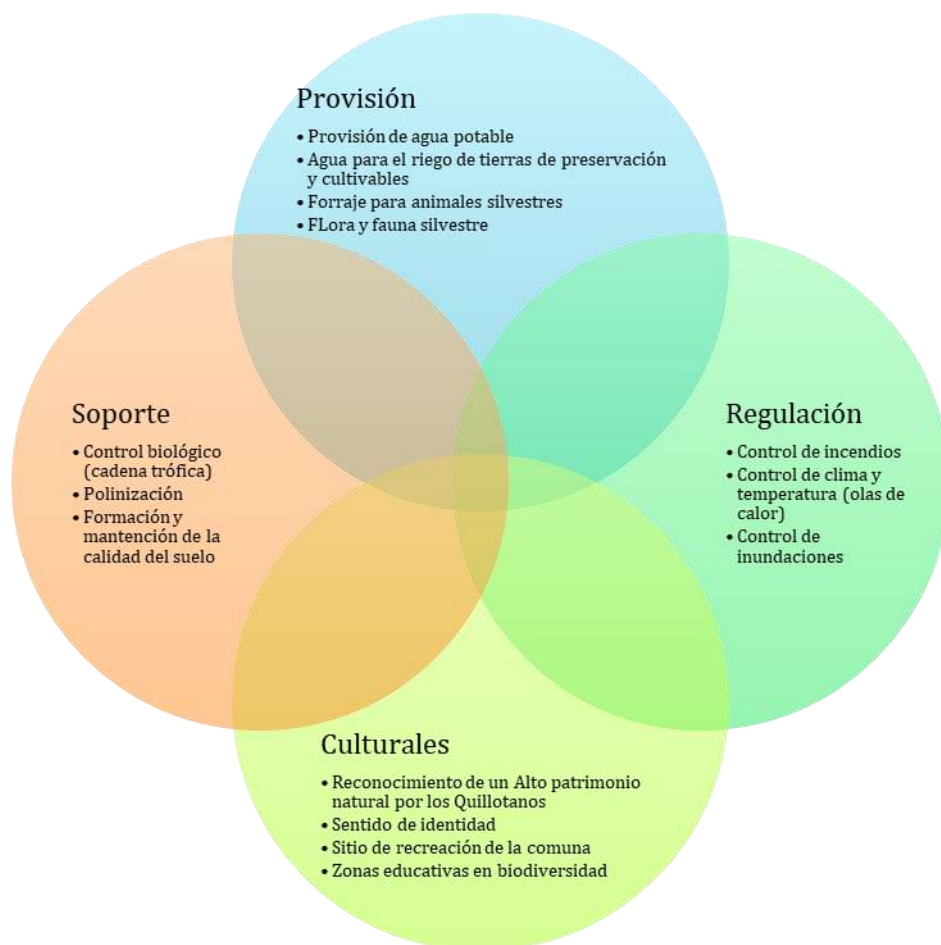 Provisión
• Provisión de agua potable
• Agua para el riego de tierras de preservación
y cultivables
• Forraje para animales silvestres
• FLora y fauna silvestre
Soporte
• Control biológico
(cadena trófica)
• Polinización
• Formación y
mantención de la
calidad del suelo
Regulación
• Control de incendios
• Control de clima y
temperatura (olas de
calor)
• Control de
inundaciones
Culturales
• Reconocimiento de un Alto patrimonio
natural por los Quillotanos
• Sentido de identidad
• Sitio de recreación de la comuna
• Zonas educativas en biodiversidad